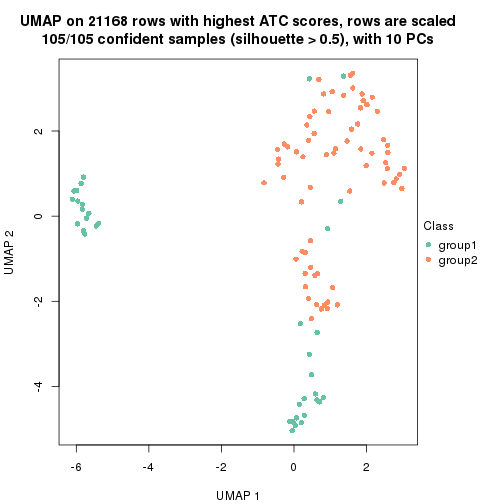 UMAP on 21168 rows with highest ATC scores, rows are scaled
105/105 confident samples (silhouette > 0.5), with 10 PCs
UMAP 2
2
0
-2
-4
-6
-4
-2
0
2
UMAP 1
Class
group1
group2